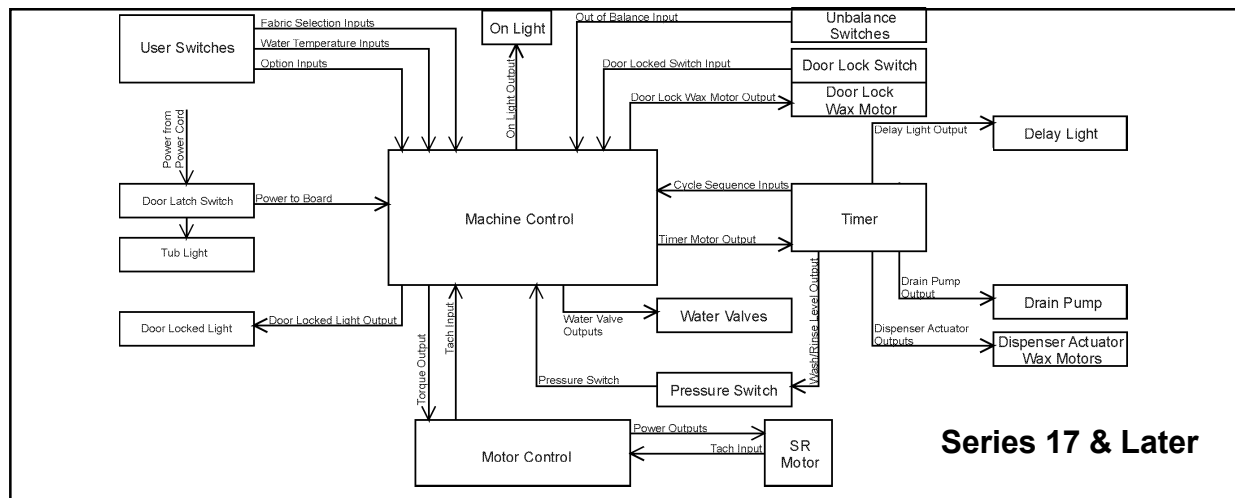 User Switches
Fabric Selection Inputs
Water Temperature Inputs
Option Inputs
On Light
On Light Output
Out of Balance Input
Unbalance
Switches
Door Locked Switch Input
Door Lock Switch
Door Lock Wax Motor Output
Door Lock
Wax Motor
Delay Light Output
Delay Light
Power from
Power Cord
Door Latch Switch
Power to Board
Tub Light
Machine Control
Cycle Sequence Inputs
Timer Motor Output
Timer
Drain Pump
Output
Drain Pump
Dispenser Actuator
Outputs
Dispenser Actuator
Wax Motors
Wash/Rinse Level Output
Door Locked Light
Door Locked Light Output
Torque Output
Tach Input
Water Valve
Outputs
Water Valves
Pressure Switch
Pressure Switch
Motor Control
Power Outputs
Tach Input
SR
Motor
Series 17 & Later